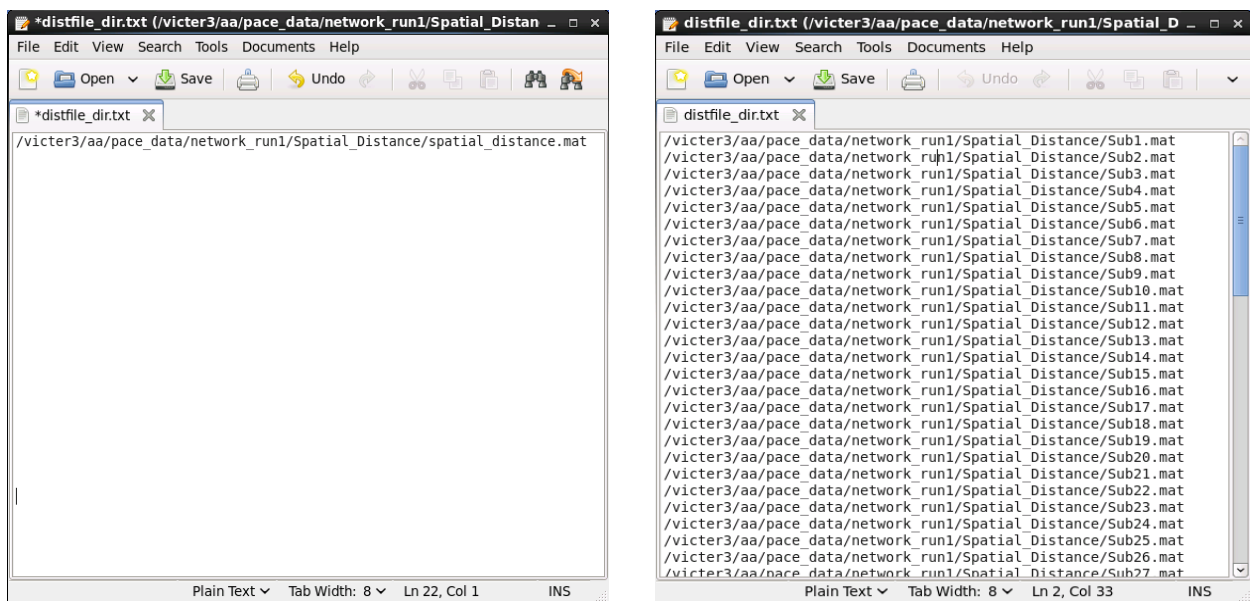 *distfile_dir.txt (/victer3/aa/pace_data/network_run1/Spatial_Distan
File Edit View Search Tools Documents Help
Open Save Undo
*distfile_dir.txt
/victer3/aa/pace_data/network_run1/Spatial_Distance/spatial_distance.mat
Plain Text Tab Width: 8 Ln 22, Col 1 INS
distfile_dir.txt (/victer3/aa/pace_data/network_run1/Spatial_D
File Edit View Search Tools Documents Help
Open Save Undo
distfile_dir.txt
/victer3/aa/pace_data/network_run1/Spatial_Distance/Sub1.mat
/victer3/aa/pace_data/network_run1/Spatial_Distance/Sub2.mat
/victer3/aa/pace_data/network_run1/Spatial_Distance/Sub3.mat
/victer3/aa/pace_data/network_run1/Spatial_Distance/Sub4.mat
/victer3/aa/pace_data/network_run1/Spatial_Distance/Sub5.mat
/victer3/aa/pace_data/network_run1/Spatial_Distance/Sub6.mat
/victer3/aa/pace_data/network_run1/Spatial_Distance/Sub7.mat
/victer3/aa/pace_data/network_run1/Spatial_Distance/Sub8.mat
/victer3/aa/pace_data/network_run1/Spatial_Distance/Sub9.mat
/victer3/aa/pace_data/network_run1/Spatial_Distance/Sub10.mat
/victer3/aa/pace_data/network_run1/Spatial_Distance/Sub11.mat
/victer3/aa/pace_data/network_run1/Spatial_Distance/Sub12.mat
/victer3/aa/pace_data/network_run1/Spatial_Distance/Sub13.mat
/victer3/aa/pace_data/network_run1/Spatial_Distance/Sub14.mat
/victer3/aa/pace_data/network_run1/Spatial_Distance/Sub15.mat
/victer3/aa/pace_data/network_run1/Spatial_Distance/Sub16.mat
/victer3/aa/pace_data/network_run1/Spatial_Distance/Sub17.mat
/victer3/aa/pace_data/network_run1/Spatial_Distance/Sub18.mat
/victer3/aa/pace_data/network_run1/Spatial_Distance/Sub19.mat
/victer3/aa/pace_data/network_run1/Spatial_Distance/Sub20.mat
/victer3/aa/pace_data/network_run1/Spatial_Distance/Sub21.mat
/victer3/aa/pace_data/network_run1/Spatial_Distance/Sub22.mat
/victer3/aa/pace_data/network_run1/Spatial_Distance/Sub23.mat
/victer3/aa/pace_data/network_run1/Spatial_Distance/Sub24.mat
/victer3/aa/pace_data/network_run1/Spatial_Distance/Sub25.mat
/victer3/aa/pace_data/network_run1/Spatial_Distance/Sub26.mat
/victer3/aa/pace_data/network_run1/Spatial_Distance/Sub27.mat
Plain Text Tab Width: 8 Ln 2, Col 33 INS